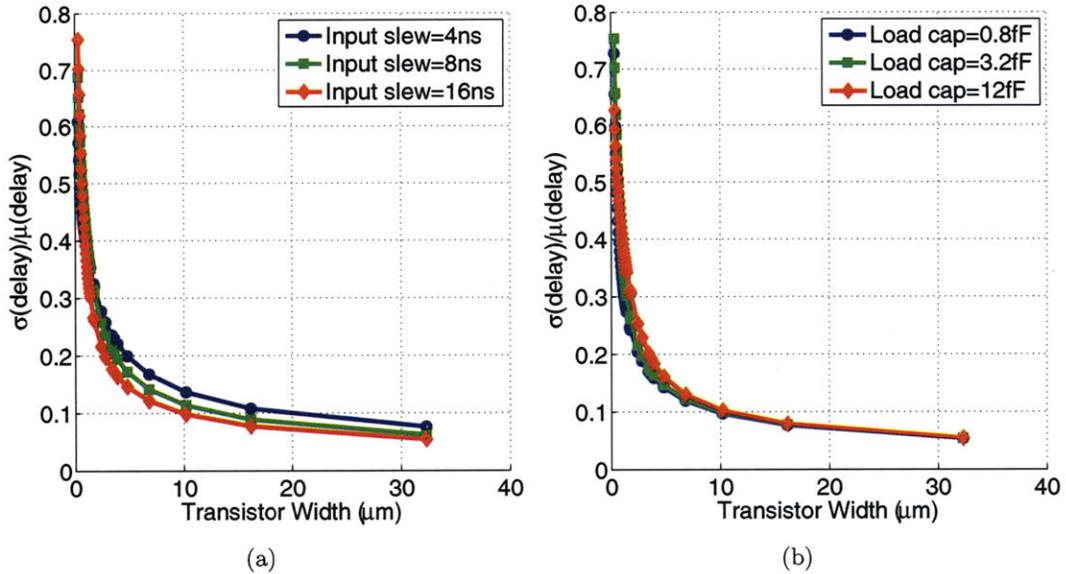 0.8
0.7
0.6
0.5
0.4
0.3
0.2
0.1
0
σ(delay)/μ(delay)
Input slew=4ns
Input slew=8ns
Input slew=16ns
0 10 20 30 40
Transistor Width (μm)
(a)
0.8
0.7
0.6
0.5
0.4
0.3
0.2
0.1
0
σ(delay)/μ(delay)
Load cap=0.8fF
Load cap=3.2fF
Load cap=12fF
0 10 20 30 40
Transistor Width (μm)
(b)